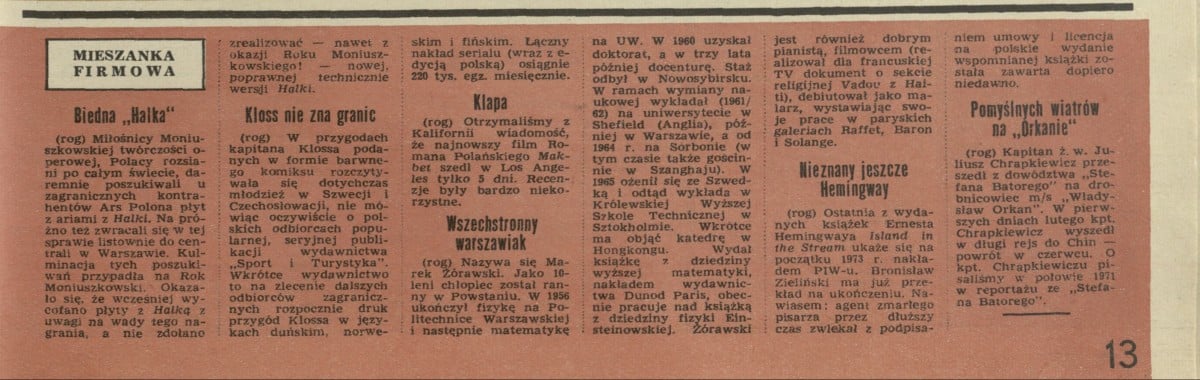 MIESZANKA
FIRMOWA
Biedna „Halka"
(rog) Miłośnicy Moniu-
szkowskiej twórczości o-
perowej, Polacy rozsia-
ni po całym świecie, da-
remnie poszukiwali u
zagranicznych kontra-
hentów Ars Polona płyt
z ariami z Halki. Na pró-
żno też zwracali się w tej
sprawie listownie do cen-
trali w Warszawie. Kul-
minacja tych poszuki-
wań przypadła na Rok
Moniuszkowski. Okaza-
ło się, że wcześniej wy-
cofano płyty z Halką z
uwagi na wady tego na-
grania, a nie zdołano
zrealizować — nawet z
okazji Roku Moniusz-
kowskiego! — nowej,
poprawnej technicznie
wersji Halki.
Kloss nie zna granic
(rog) W przygodach
kapitana Klossa poda-
nych w formie barwne-
go komiksu rozczyty-
wała się dotychczas
młodzież w Szwecji i
Czechosłowacji, nie mó-
wiąc oczywiście o pol-
skich odbiorcach popu-
larnej, seryjnej publi-
kacji wydawnictwa
„Sport i Turystyka".
Wkrótce wydawnictwo
to na zlecenie dalszych
odbiorców zagranicz-
nych rozpocznie druk
przygód Klossa w języ-
kach duńskim, norwe-
skim i fińskim. Łączny
nakład serialu (wraz z e-
dycją polską) osiągnie
220 tys. egz. miesięcznie.
Klapa
(rog) Otrzymaliśmy z
Kalifornii wiadomość,
że najnowszy film Ro-
mana Polańskiego Mak-
bet szedł w Los Ange-
les tylko 5 dni. Recen-
zje były bardzo nieko-
rzystne.
Wszechstronny
warszawiak
(rog) Nazywa się Ma-
rek Żórawski. Jako 10-
leni chłopiec został ran-
ny w Powstaniu. W 1956
ukończył fizykę na Po-
litechnice Warszawskiej
i następnie matematykę
na UW. W 1960 uzyskał
doktorat, a w trzy lata
później docenturę. Staż
odbył w Nowosybirsku.
W ramach wymiany na-
ukowej wykładał (1961/
62) na uniwersytecie w
Shefield (Anglia), póź-
niej w Warszawie, a od
1964 r. na Sorbonie (w
tym czasie także gościn-
nie w Szanghaju). W
1965 ożenił się ze Szwed-
ką i odtąd wykłada w
Królewskiej Wyższej
Szkole Technicznej w
Sztokholmie. Wkrótce
ma objąć katedrę w
Hongkongu. Wydał
książkę z dziedziny
wyższej matematyki,
nakładem wydawnic-
twa Dunod Paris, obec-
nie pracuje nad książką
z dziedziny fizyki Ein-
steinowskiej. Żórawski
jest również dobrym
pianistą, filmowcem (re-
alizował dla francuskiej
TV dokument o sekcie
religijnej Vadou z Hai-
ti), debiutował jako ma-
larz, wystawiając swo-
je prace w paryskich
galeriach Raffet, Baron
i Solange.
Nieznany jeszcze
Hemingway
(rog) Ostatnia z wyda-
nych książek Ernesta
Hemingwaya Island in
the Stream ukaże się na
początku 1973 r. nakła-
dem PIW-u. Bronisław
Zieliński ma już prze-
kład na ukończeniu. Na-
wiasem: agent zmarłego
pisarza przez dłuższy
czas zwlekał z podpisa-
niem umowy i licencja
na polskie wydanie
wspomnianej książki zo-
stała zawarta dopiero
niedawno.
Pomyślnych wiatrów
na „Orkanie"
(rog) Kapitan ż. w. Ju-
liusz Chrapkiewicz prze-
szedł z dowództwa „Ste-
fana Batorego" na dro-
bnicowiec m/s „Włady-
sław Orkan". W pierw-
szych dniach lutego kpt.
Chrapkiewicz wyszedł
w długi rejs do Chin —
powrót w czerwcu. O
kpt. Chrapkiewiczu pi-
saliśmy w połowie 1971
w reportażu ze „Stefa-
na Batorego".
13